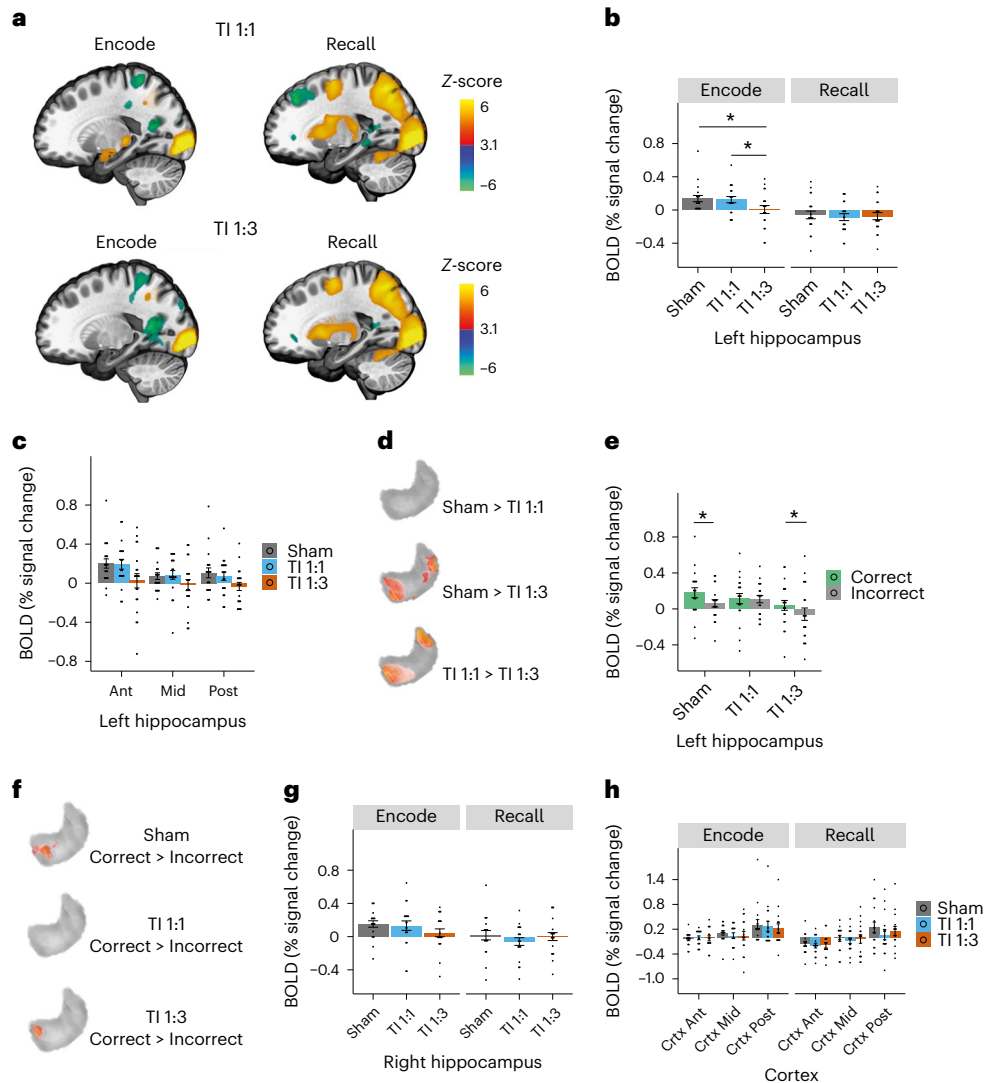 a
TI 1:1
Encode
Recall
Z-score
6
3.1
−6
TI 1:3
Encode
Recall
Z-score
6
3.1
−6
b
Encode
Recall
BOLD (% signal change)
0.8
0.4
0
−0.4
*
*
Sham
TI 1:1
TI 1:3
Sham
TI 1:1
TI 1:3
Left hippocampus
c
BOLD (% signal change)
0.8
0.4
0
−0.4
−0.8
Ant
Mid
Post
Left hippocampus
Sham
TI 1:1
TI 1:3
d
Sham > TI 1:1
Sham > TI 1:3
TI 1:1 > TI 1:3
e
BOLD (% signal change)
0.8
0.4
0
−0.4
*
*
Sham
TI 1:1
TI 1:3
Left hippocampus
Correct
Incorrect
f
Sham
Correct > Incorrect
TI 1:1
Correct > Incorrect
TI 1:3
Correct > Incorrect
g
Encode
Recall
BOLD (% signal change)
0.8
0.4
0
−0.4
Sham
TI 1:1
TI 1:3
Sham
TI 1:1
TI 1:3
Right hippocampus
h
Encode
Recall
BOLD (% signal change)
1.4
0.8
0.2
−0.4
−1.0
Crtx Ant
Crtx Mid
Crtx Post
Crtx Ant
Crtx Mid
Crtx Post
Cortex
Sham
TI 1:1
TI 1:3